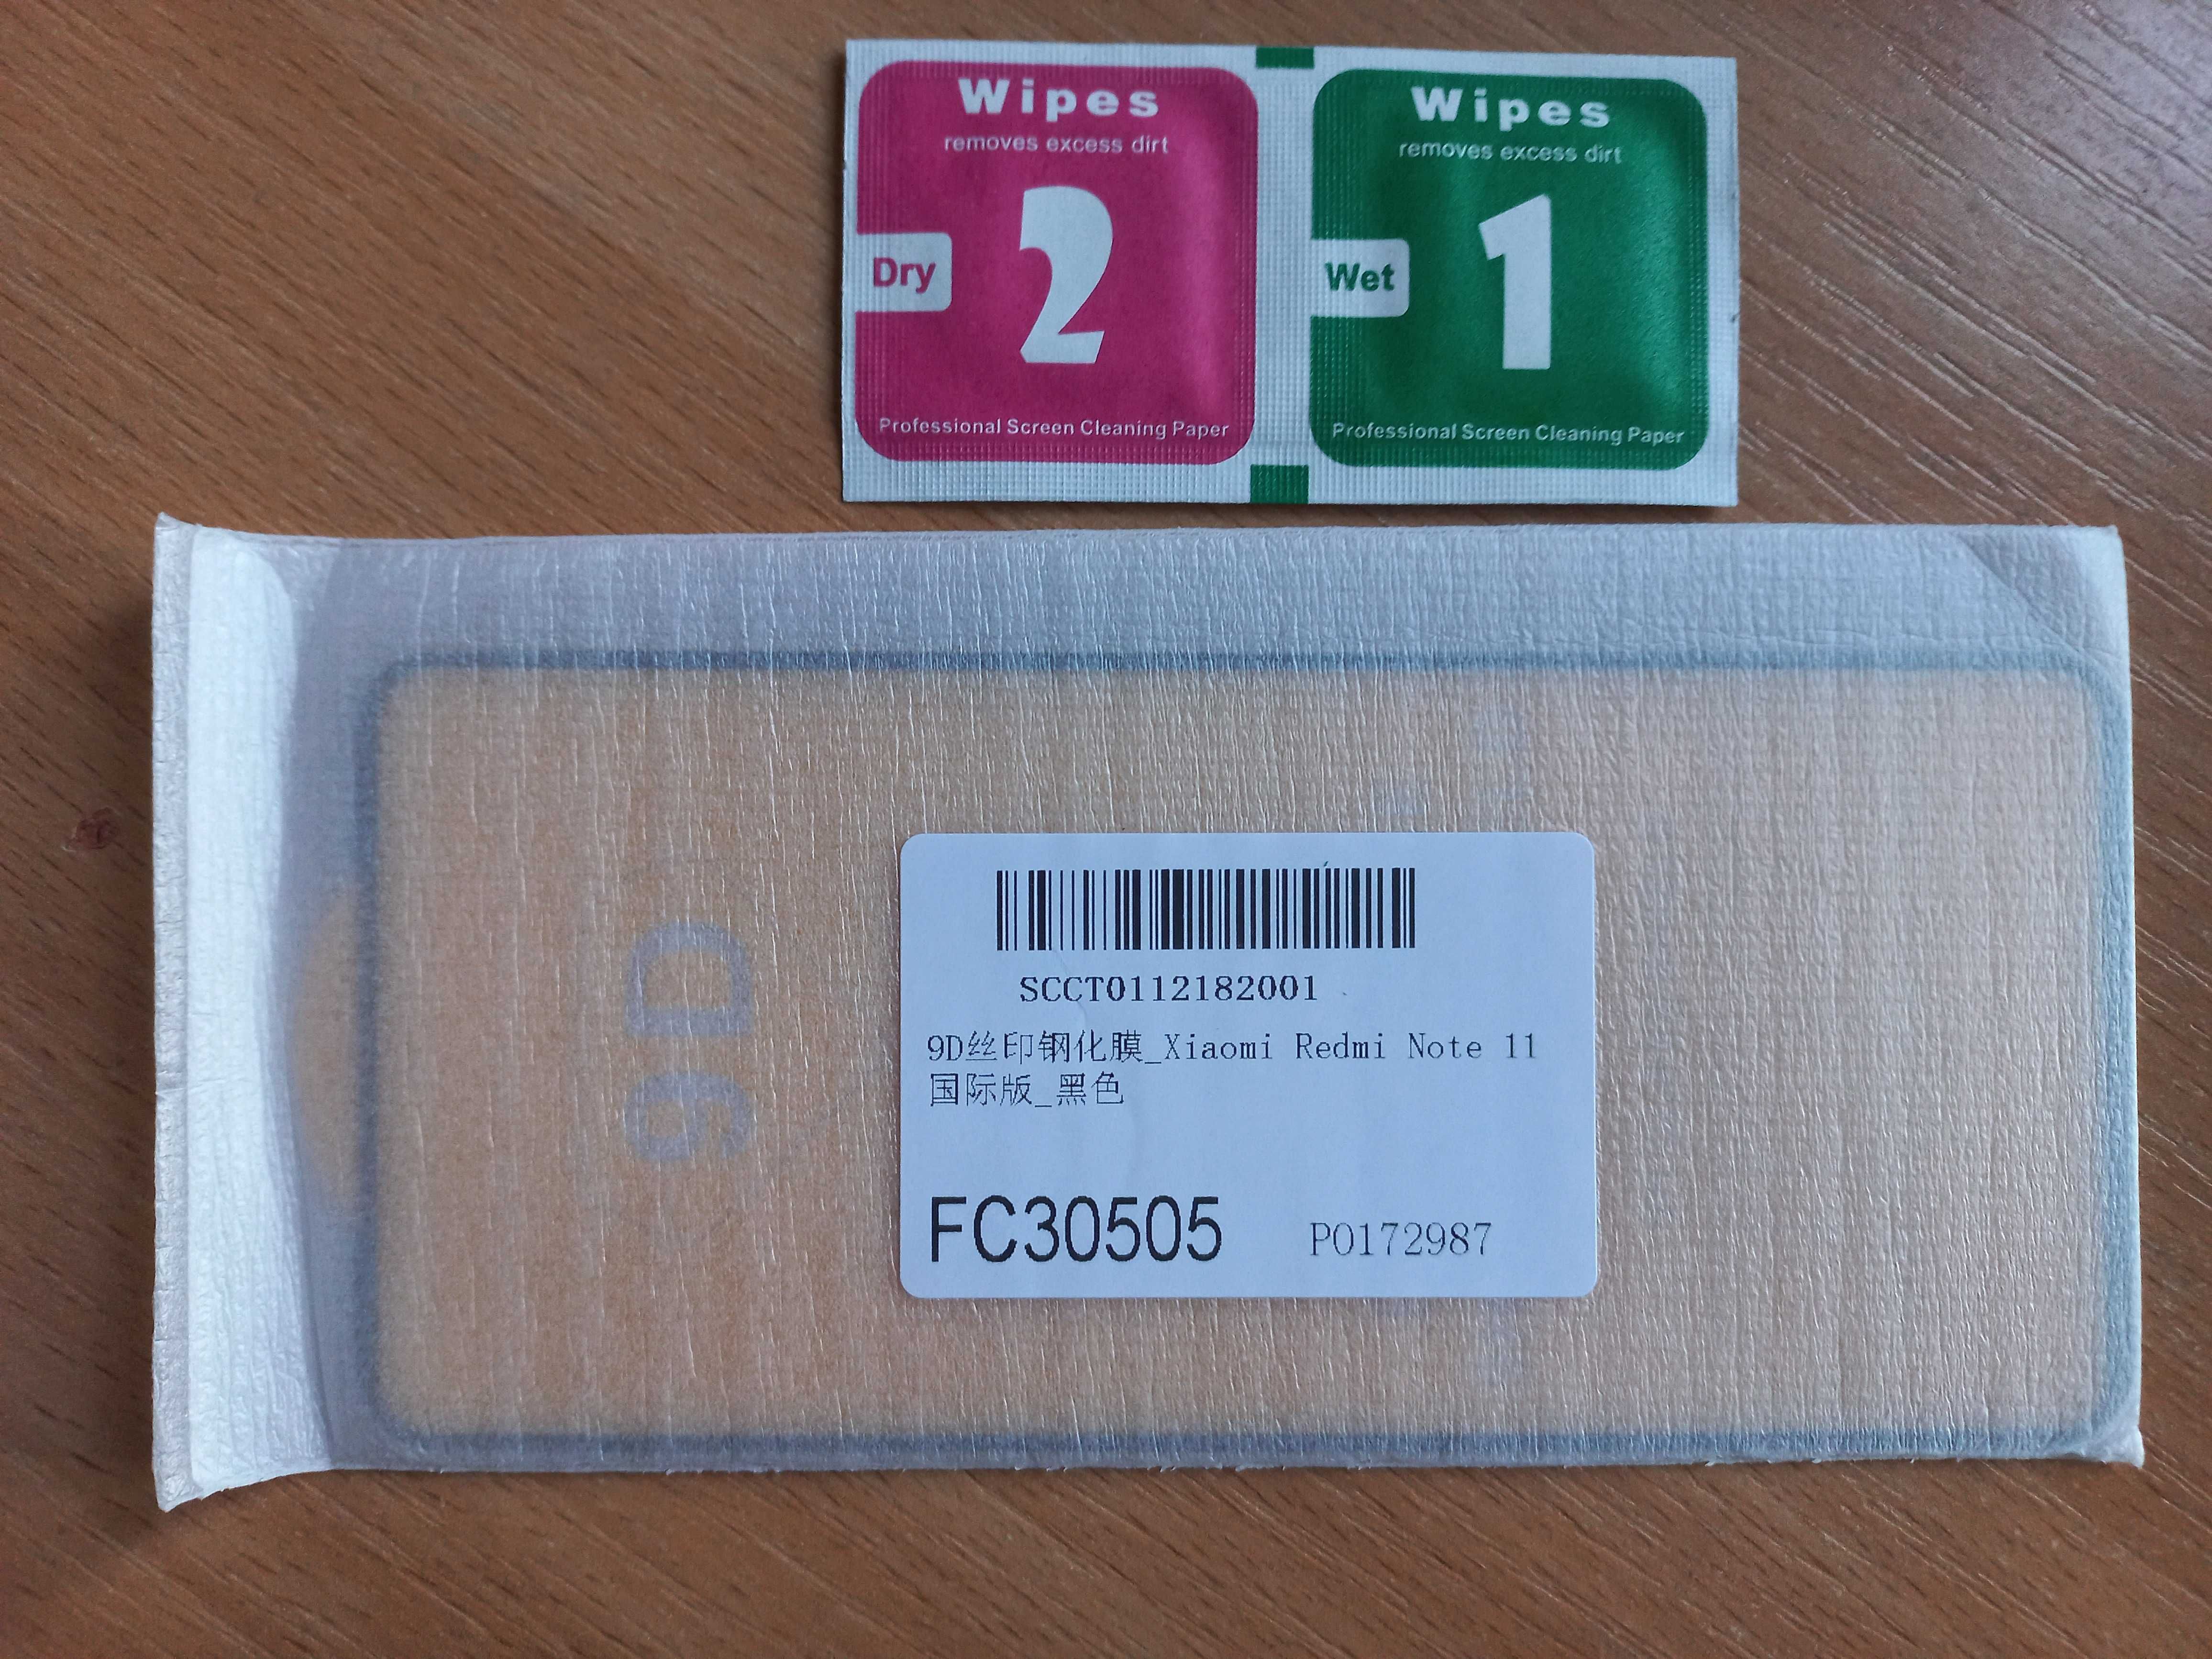 Wipes
removes excess dirt
Dry
2
Professional Screen Cleaning Paper
Wipes
removes excess dirt
Wet
1
Professional Screen Cleaning Paper
9D
SCCT0112182001
9D丝印钢化膜_Xiaomi Redmi Note 11
国际版_黑色
FC30505
PO172987